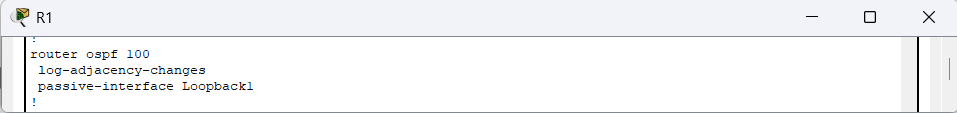 R1
!
router ospf 100
 log-adjacency-changes
 passive-interface Loopback1
!